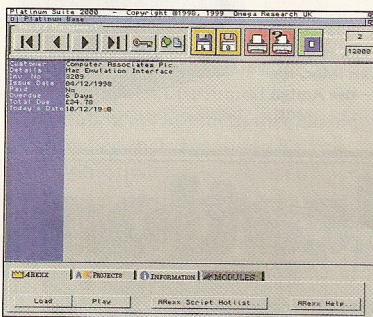 Platinum Suite 2000 - Copyright ©1998, 1999 Omega Research UK
Platinum Base
2
12000
Customer Computer Associates Plc
Details Mac Emulation Interface
Inv No 3209
Issue Date 04/12/1998
Paid No
Overdue 6 Days
Total Due £34.78
Today's Date 10/12/1998
AREXX PROJECTS INFORMATION MODULES
Load Play ARexx Script Hotlist... ARexx Help...